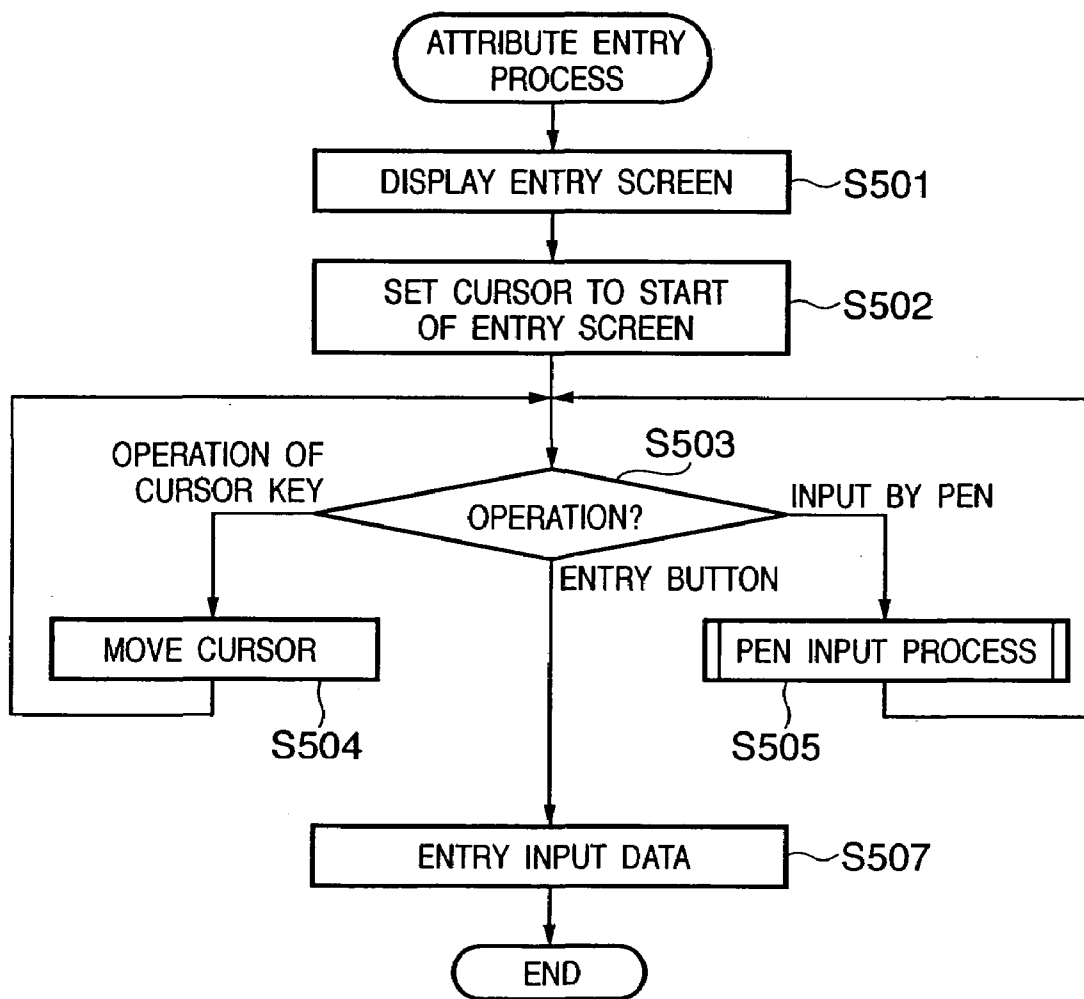 ATTRIBUTE ENTRY
PROCESS
DISPLAY ENTRY SCREEN
S501
SET CURSOR TO START
OF ENTRY SCREEN
S502
S503
OPERATION OF
CURSOR KEY
OPERATION?
INPUT BY PEN
ENTRY BUTTON
MOVE CURSOR
PEN INPUT PROCESS
S504
S505
ENTRY INPUT DATA
S507
END